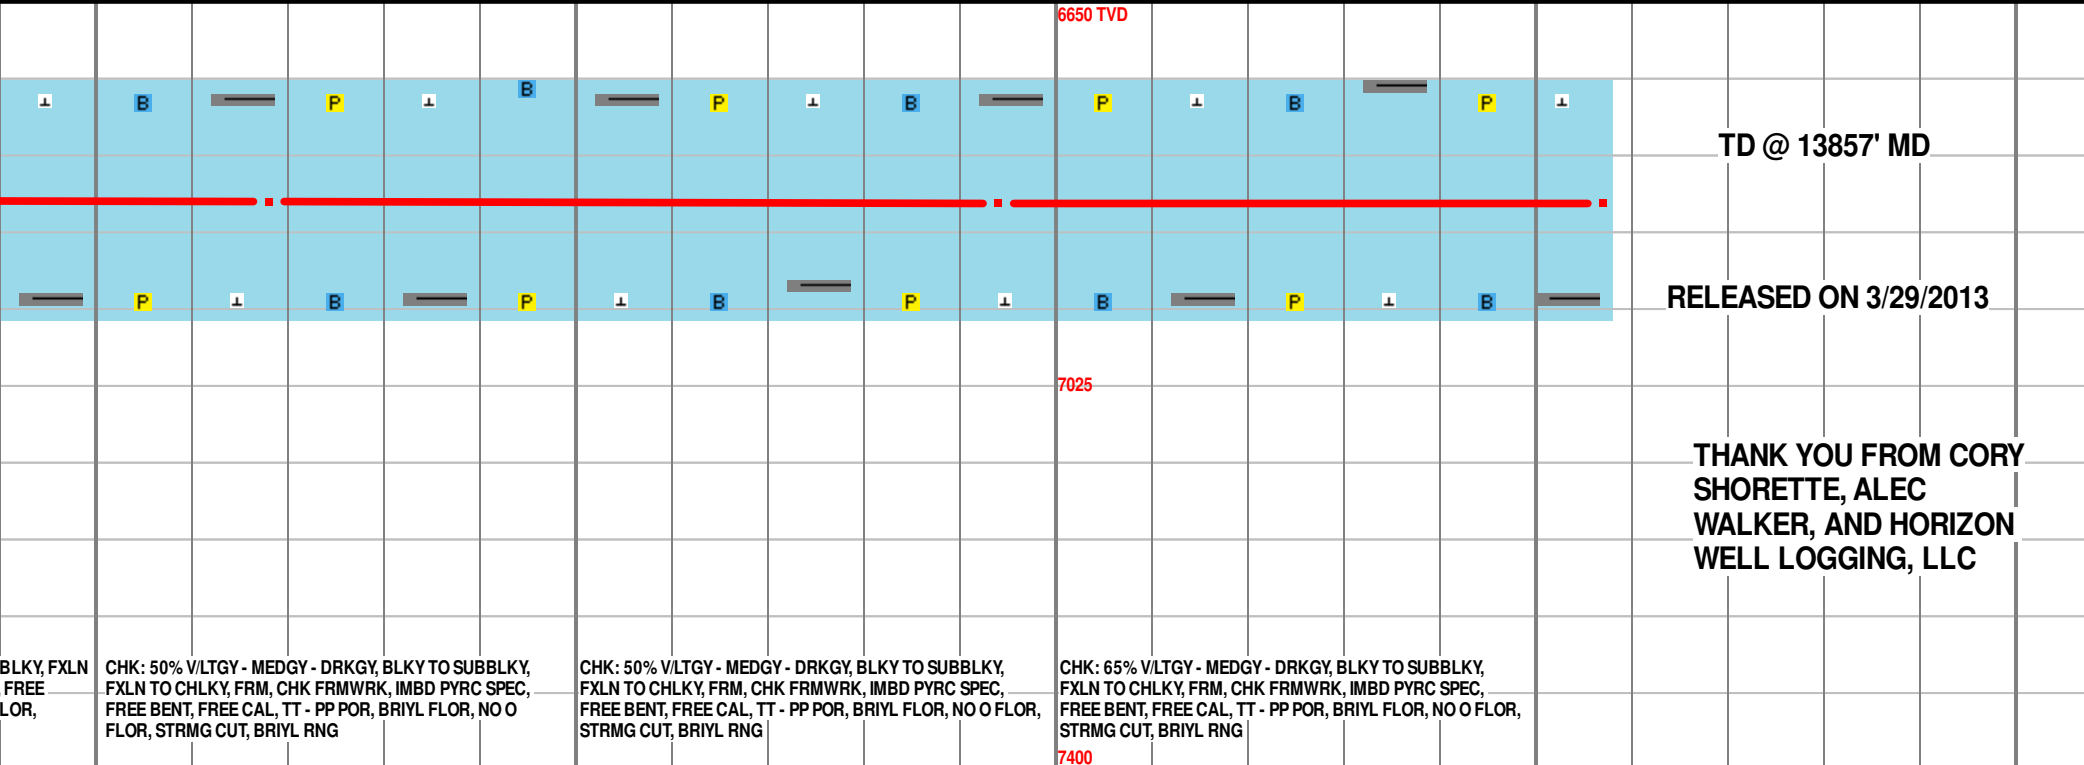 6650 TVD
B P B P B P B P
TD @ 13857' MD
P B P B P B P B
RELEASED ON 3/29/2013
7025
THANK YOU FROM CORY
SHORETTE, ALEC
WALKER, AND HORIZON
WELL LOGGING, LLC
BLKY, FXLN
, FREE
LOR,
CHK: 50% V/LTGY - MEDGY - DRKGY, BLKY TO SUBBLKY,
FXLN TO CHLKY, FRM, CHK FRMWRK, IMBD PYRC SPEC,
FREE BENT, FREE CAL, TT - PP POR, BRIYL FLOR, NO O
FLOR, STRMG CUT, BRIYL RNG
CHK: 50% V/LTGY - MEDGY - DRKGY, BLKY TO SUBBLKY,
FXLN TO CHLKY, FRM, CHK FRMWRK, IMBD PYRC SPEC,
FREE BENT, FREE CAL, TT - PP POR, BRIYL FLOR, NO O FLOR,
STRMG CUT, BRIYL RNG
CHK: 65% V/LTGY - MEDGY - DRKGY, BLKY TO SUBBLKY,
FXLN TO CHLKY, FRM, CHK FRMWRK, IMBD PYRC SPEC,
FREE BENT, FREE CAL, TT - PP POR, BRIYL FLOR, NO O FLOR,
STRMG CUT, BRIYL RNG
7400